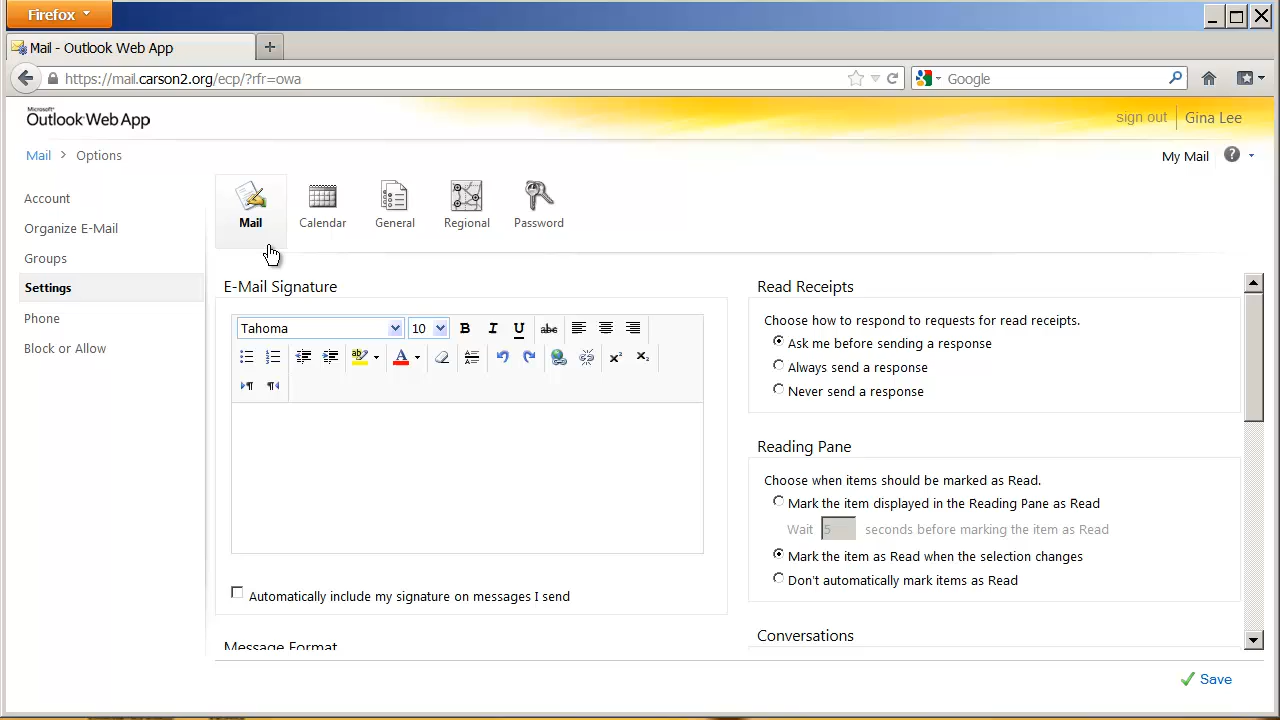 Firefox
Mail - Outlook Web App
https://mail.carson2.org/ecp/?rfr=owa
Google
Microsoft
Outlook Web App
sign out
Gina Lee
Mail > Options
My Mail
Account
Organize E-Mail
Groups
Settings
Phone
Block or Allow
Mail
Calendar
General
Regional
Password
E-Mail Signature
Tahoma
10
B I U abc
ab
A
x²
x₂
Automatically include my signature on messages I send
Message Format
Read Receipts
Choose how to respond to requests for read receipts.
Ask me before sending a response
Always send a response
Never send a response
Reading Pane
Choose when items should be marked as Read.
Mark the item displayed in the Reading Pane as Read
Wait 5 seconds before marking the item as Read
Mark the item as Read when the selection changes
Don't automatically mark items as Read
Conversations
Save